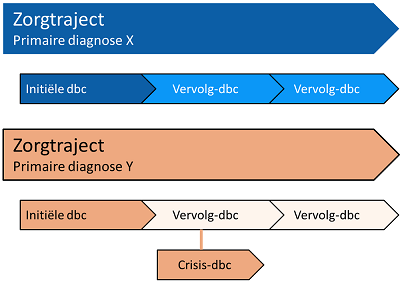 Zorgtraject
Primaire diagnose X
Initiële dbc Vervolg-dbc Vervolg-dbc
Zorgtraject
Primaire diagnose Y
Initiële dbc Vervolg-dbc Vervolg-dbc
Crisis-dbc